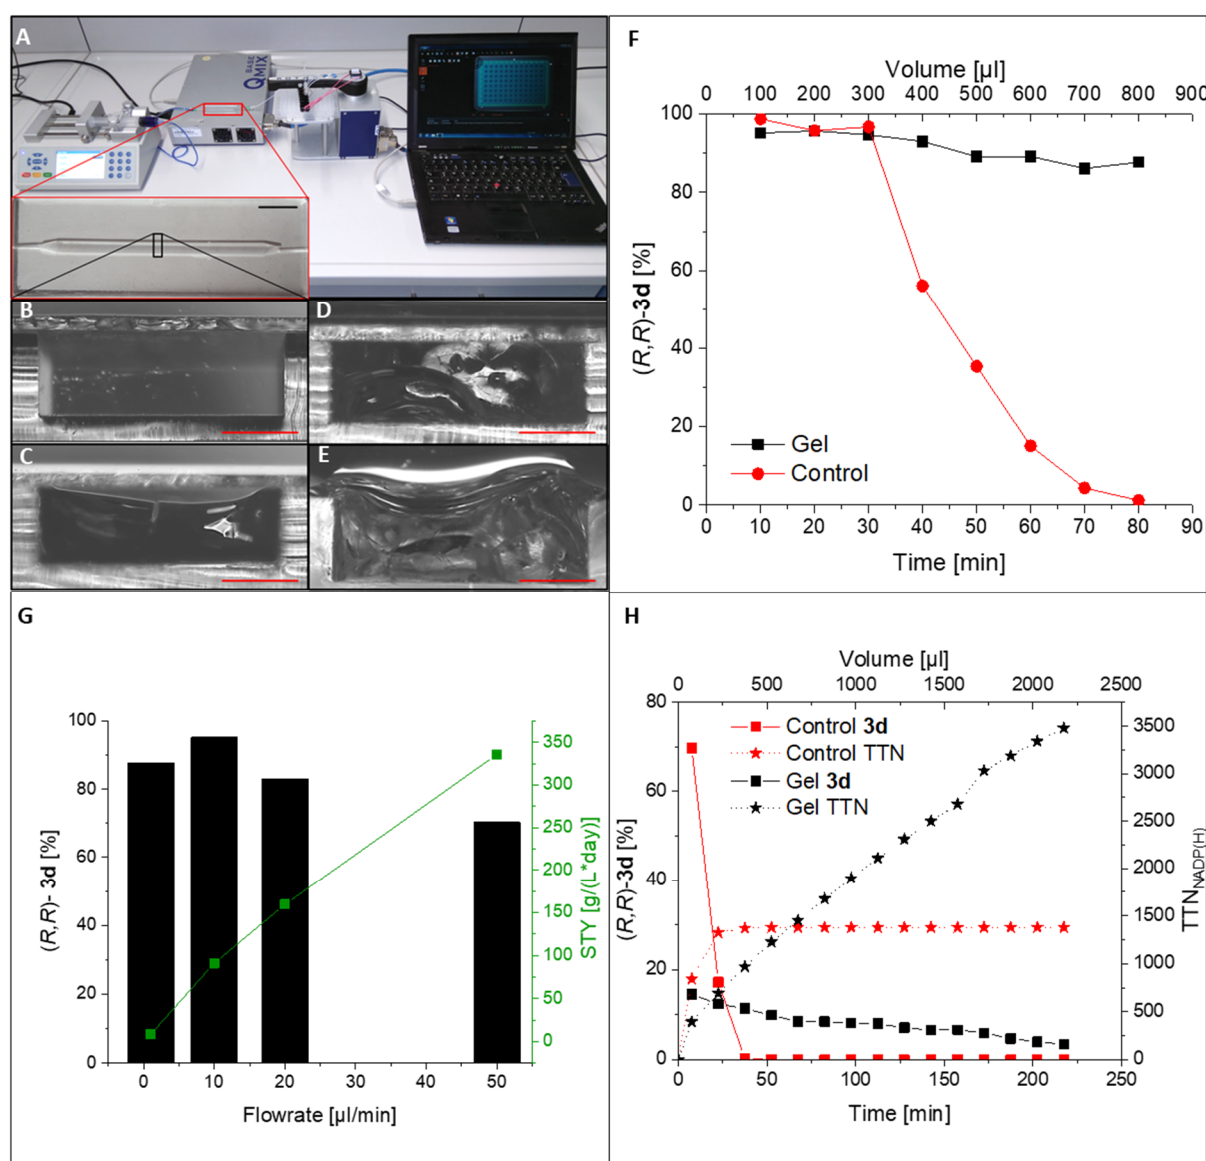 A
BASE
QMIX
B
D
C
E
F
Volume [µl]
0 100 200 300 400 500 600 700 800 900
100
80
60
40
20
0
(R,R)-3d [%]
Gel
Control
0 10 20 30 40 50 60 70 80 90
Time [min]
G
100
80
60
40
20
0
(R,R)- 3d [%]
350
300
250
200
150
100
50
0
STY [g/(L*day)]
0 10 20 30 40 50
Flowrate [µl/min]
H
Volume [µl]
0 500 1000 1500 2000 2500
80
60
40
20
0
(R,R)-3d [%]
Control 3d
Control TTN
Gel 3d
Gel TTN
3500
3000
2500
2000
1500
1000
500
0
TTN NADP(H)
0 50 100 150 200 250
Time [min]